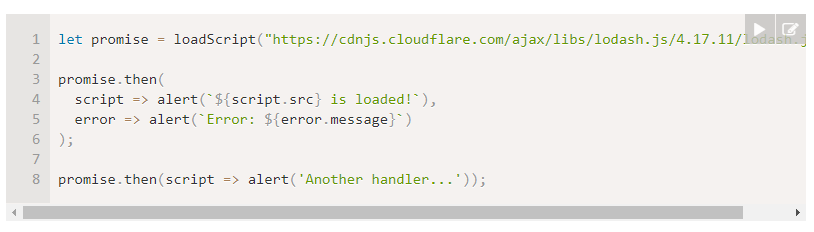 1 let promise = loadScript("https://cdnjs.cloudflare.com/ajax/libs/lodash.js/4.17.11/lodash.j
2
3 promise.then(
4   script => alert(`${script.src} is loaded!`),
5   error => alert(`Error: ${error.message}`)
6 );
7
8 promise.then(script => alert('Another handler...'));